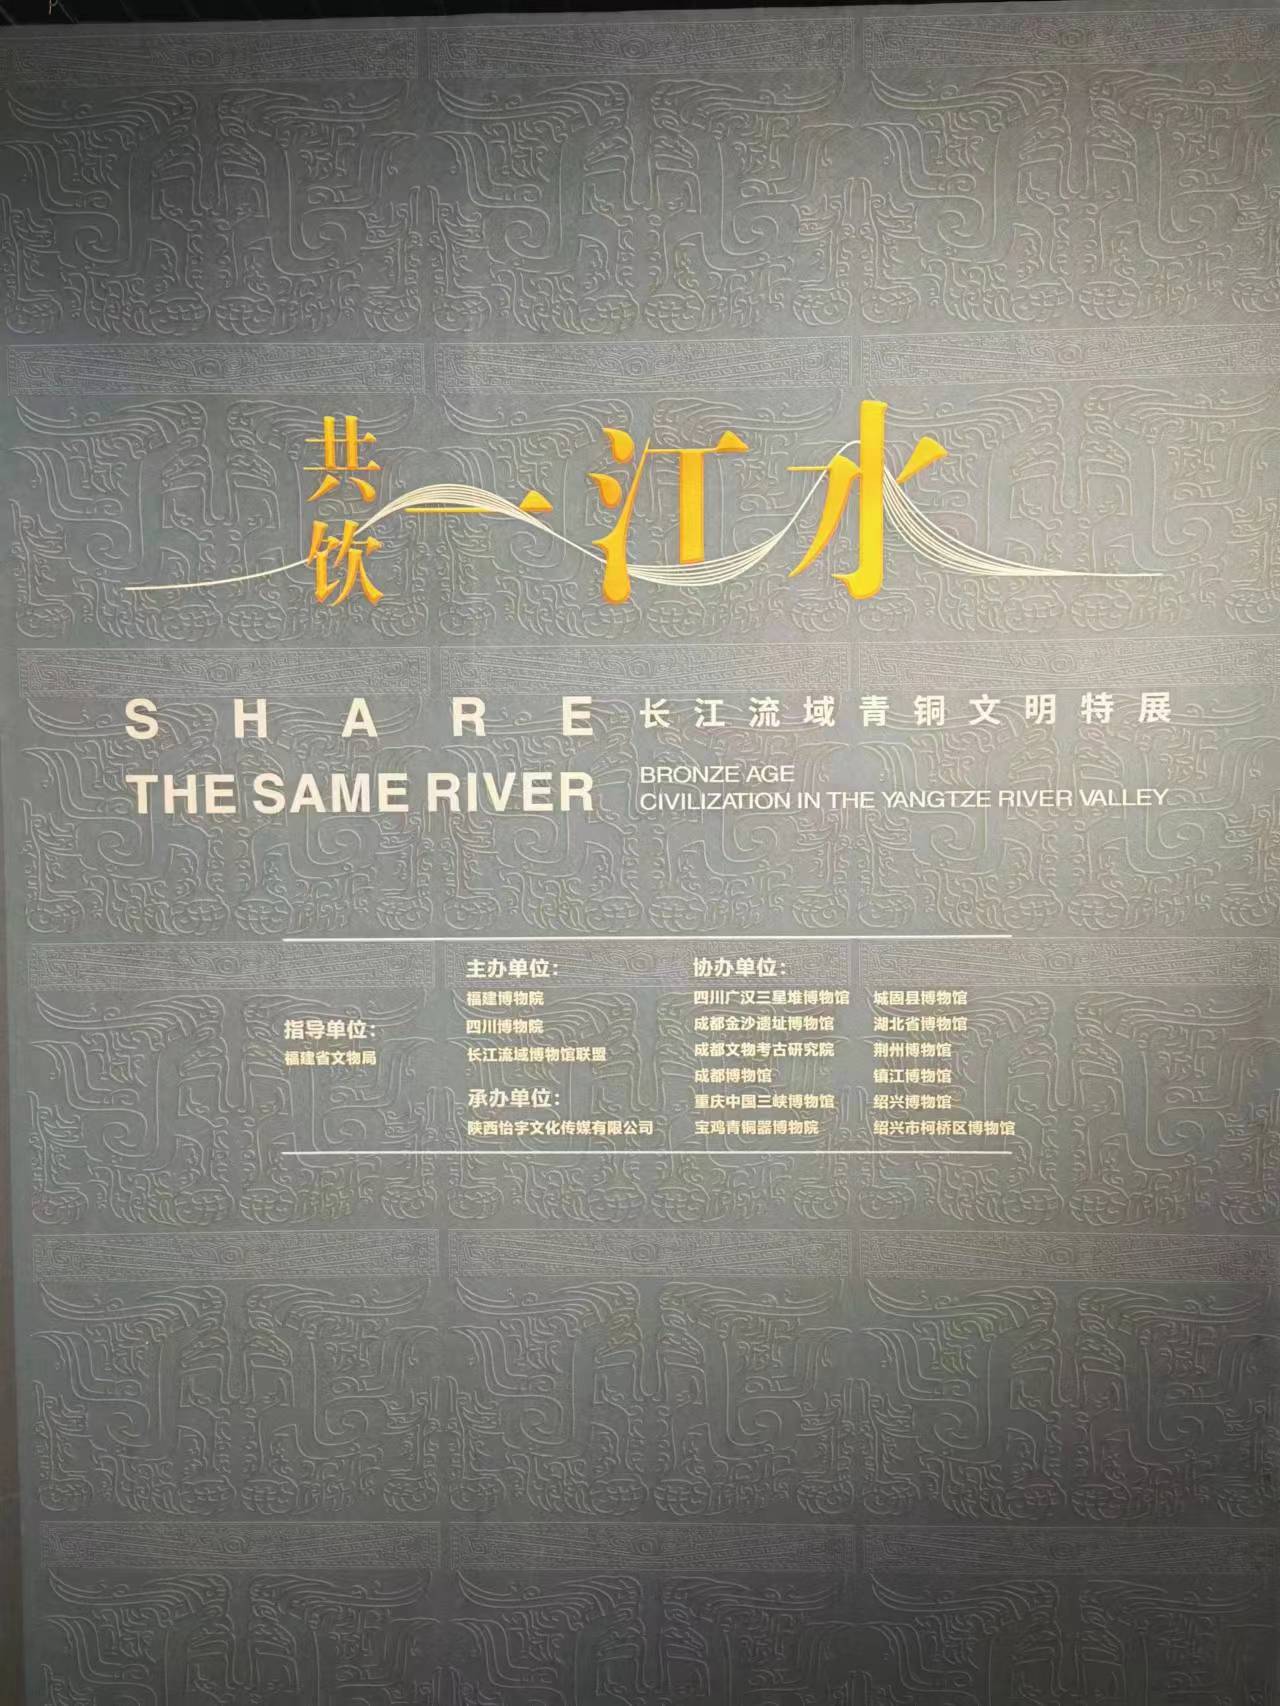 共饮一江水
SHARE
THE SAME RIVER
长江流域青铜文明特展
BRONZE AGE
CIVILIZATION IN THE YANGTZE RIVER VALLEY
指导单位：
福建省文物局
主办单位：
福建博物院
四川博物院
长江流域博物馆联盟
承办单位：
陕西怡宇文化传媒有限公司
协办单位：
四川广汉三星堆博物馆
成都金沙遗址博物馆
成都文物考古研究院
成都博物馆
重庆中国三峡博物馆
宝鸡青铜器博物院
城固县博物馆
湖北省博物馆
荆州博物馆
镇江博物馆
绍兴博物馆
绍兴市柯桥区博物馆